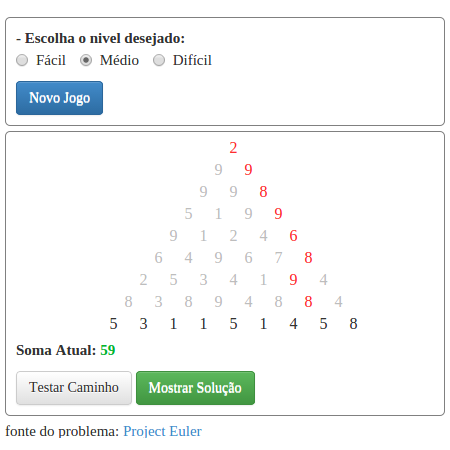 - Escolha o nivel desejado:
Fácil Médio Difícil
Novo Jogo
2
9 9
9 9 8
5 1 9 9
9 1 2 4 6
6 4 9 6 7 8
2 5 3 4 1 9 4
8 3 8 9 4 8 8 4
5 3 1 1 5 1 4 5 8
Soma Atual: 59
Testar Caminho Mostrar Solução
fonte do problema: Project Euler